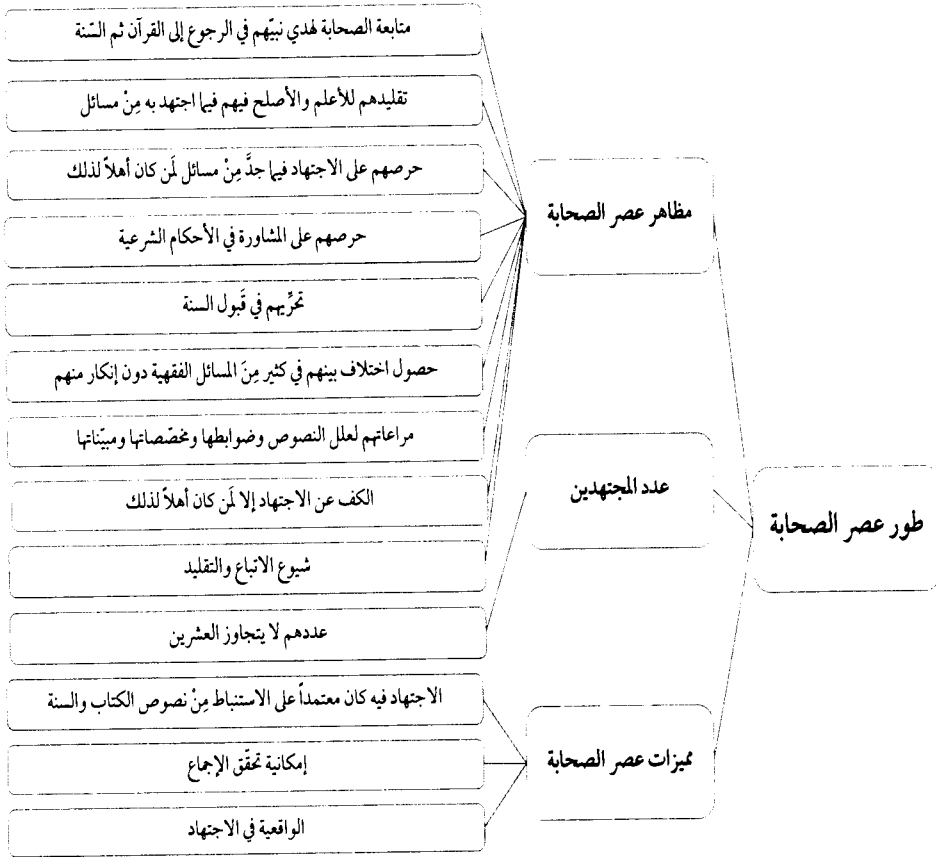 طور عصر الصحابة
مظاهر عصر الصحابة
متابعة الصحابة لهدي نبيّهم في الرجوع إلى القرآن ثم السّنة
تقليدهم للأعلم والأصلح فيهم فيما اجتهد به مِنْ مسائل
حرصهم على الاجتهاد فيما جدَّ مِنْ مسائل لَمن كان أهلاً لذلك
حرصهم على المشاورة في الأحكام الشرعية
تحرِّيهم في قَبول السنة
حصول اختلاف بينهم في كثير مِنَ المسائل الفقهية دون إنكار منهم
مراعاتهم لعلل النصوص وضوابطها ومخصّصاتها ومبيّناتها
الكف عن الاجتهاد إلا لَمن كان أهلاً لذلك
شيوع الاتباع والتقليد
عدد المجتهدين
عددهم لا يتجاوز العشرين
مميزات عصر الصحابة
الاجتهاد فيه كان معتمداً على الاستنباط مِنْ نصوص الكتاب والسنة
إمكانية تحقّق الإجماع
الواقعية في الاجتهاد